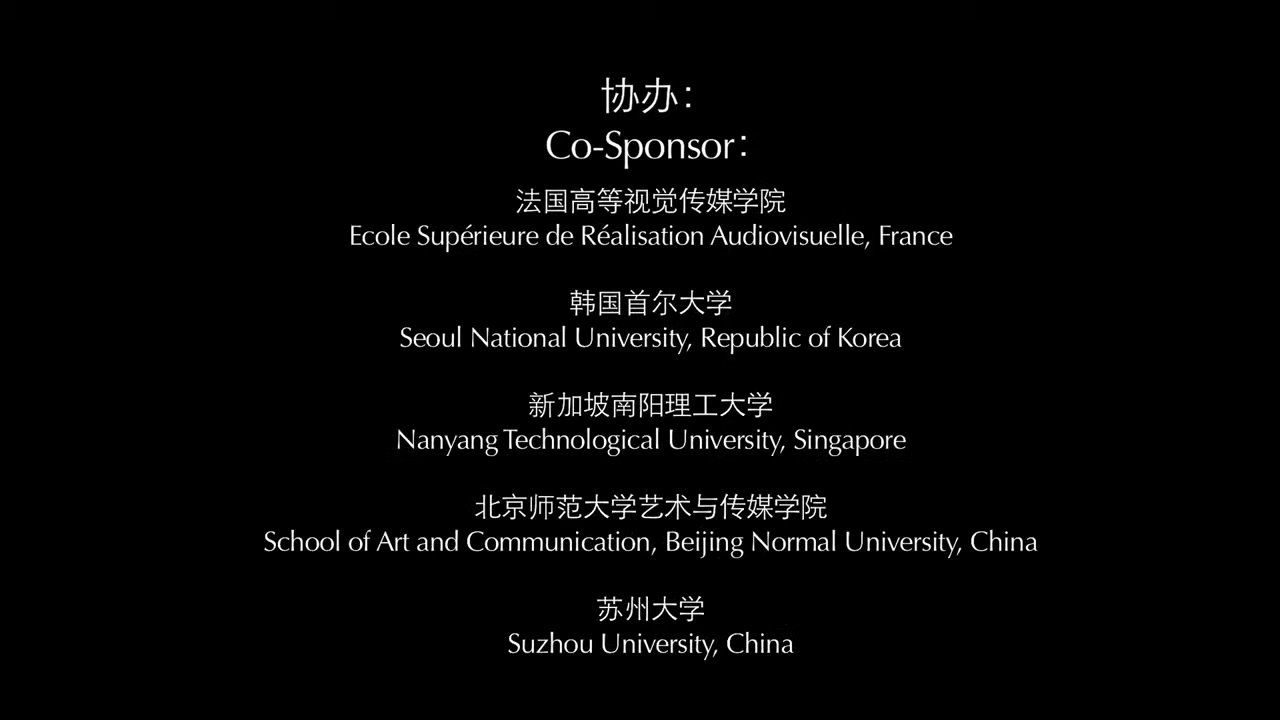 协办：
Co-Sponsor：
法国高等视觉传媒学院
Ecole Supérieure de Réalisation Audiovisuelle, France
韩国首尔大学
Seoul National University, Republic of Korea
新加坡南阳理工大学
Nanyang Technological University, Singapore
北京师范大学艺术与传媒学院
School of Art and Communication, Beijing Normal University, China
苏州大学
Suzhou University, China